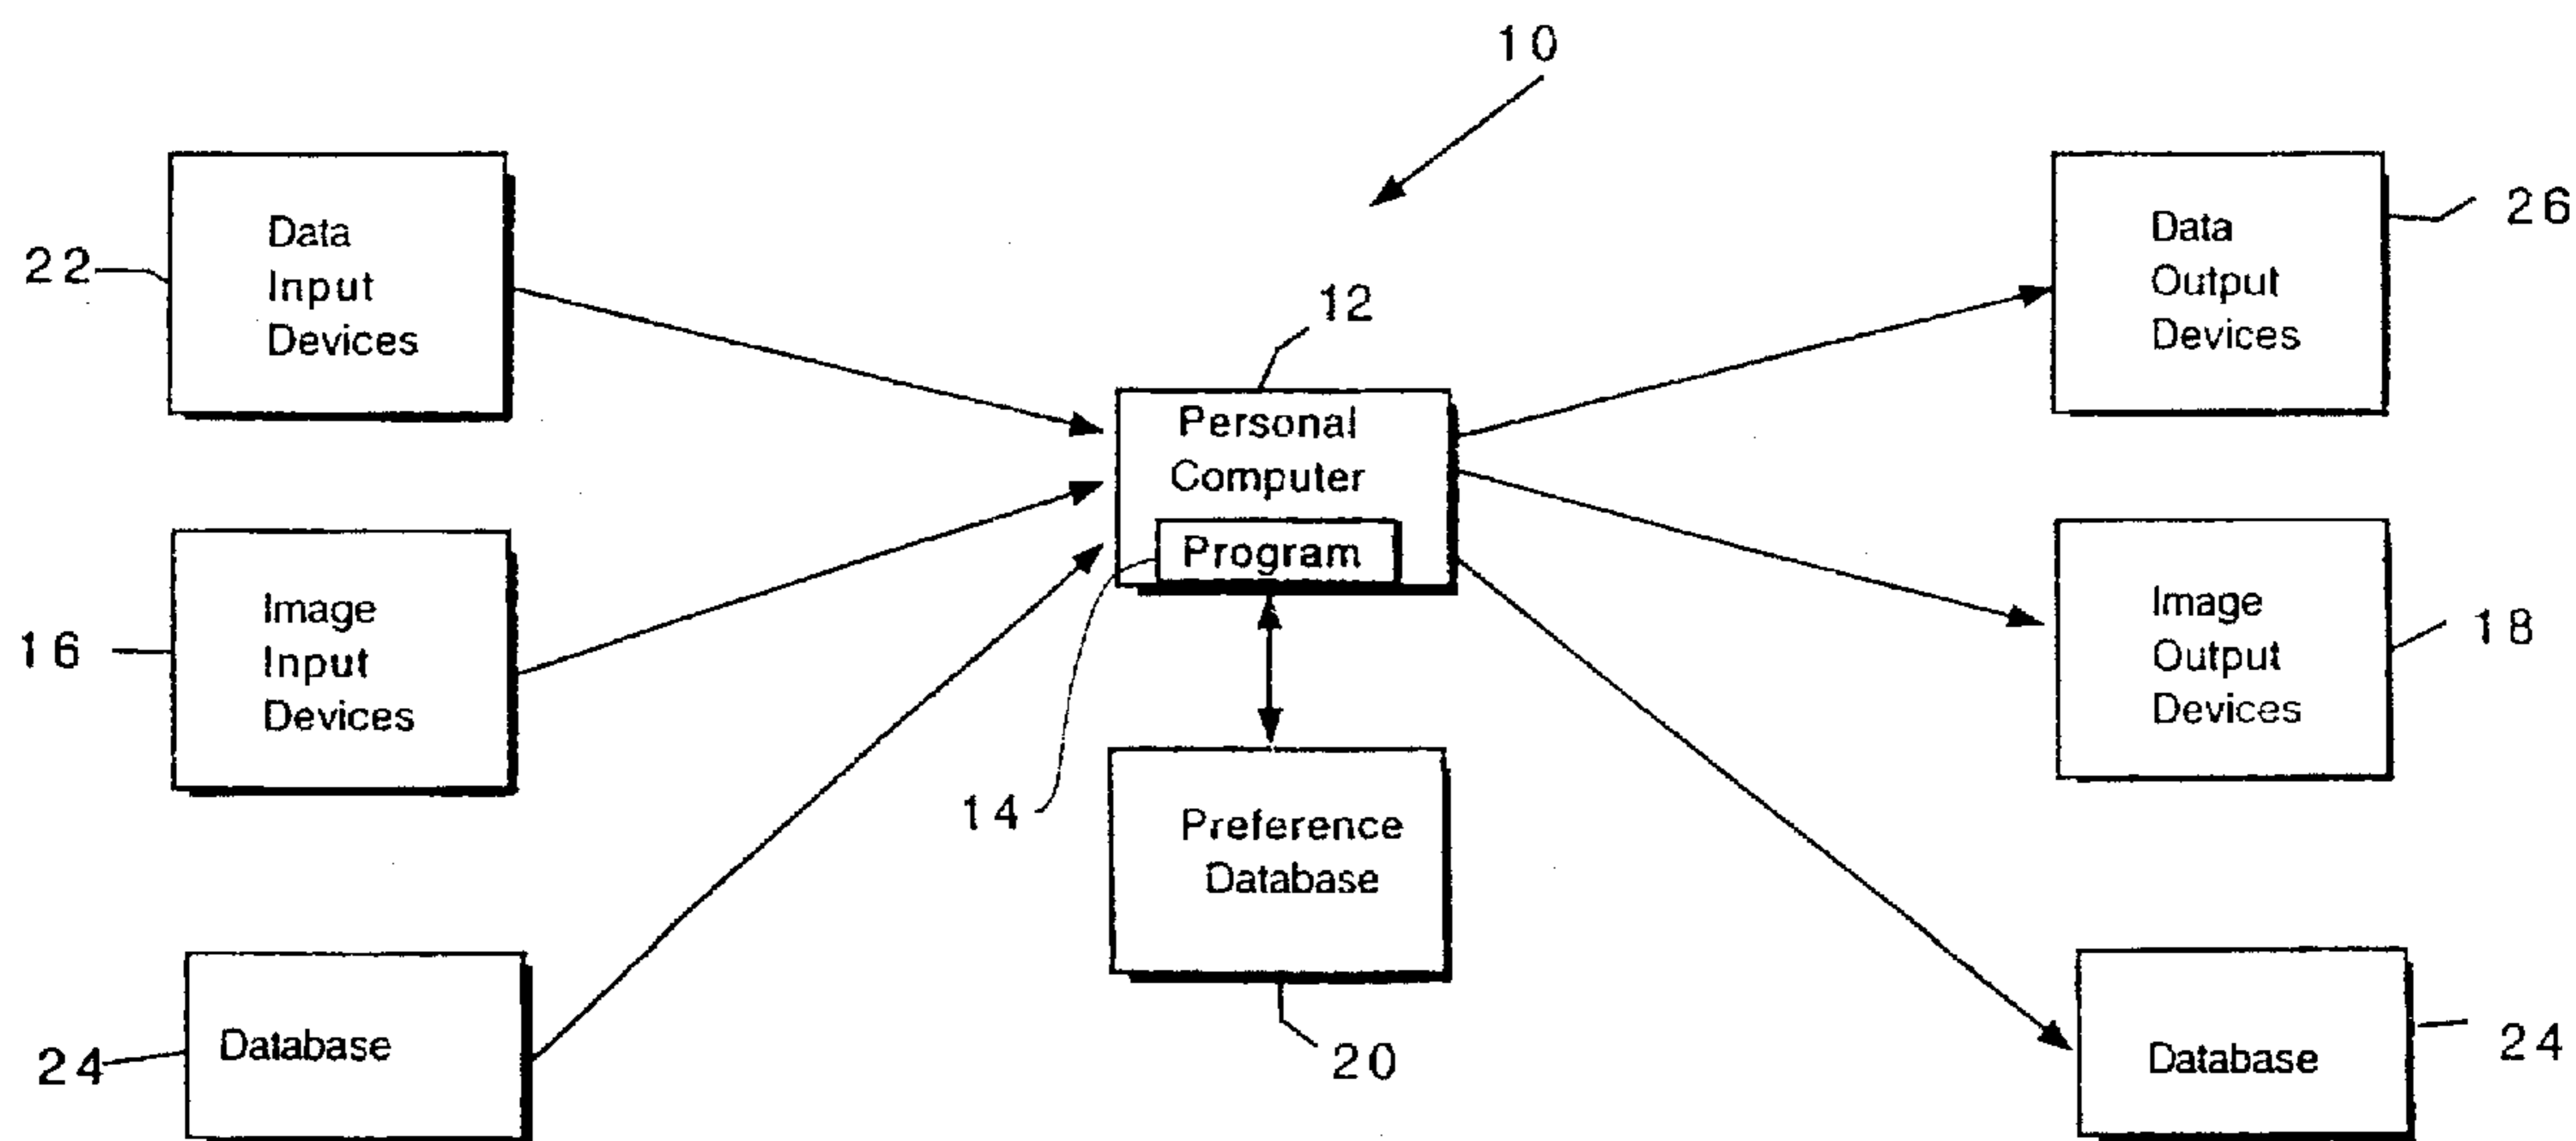 10
Data
Input
Devices
22
Data
Output
Devices
26
12
Personal
Computer
Program
14
Image
Input
Devices
16
Image
Output
Devices
18
Preference
Database
20
Database
24
Database
24